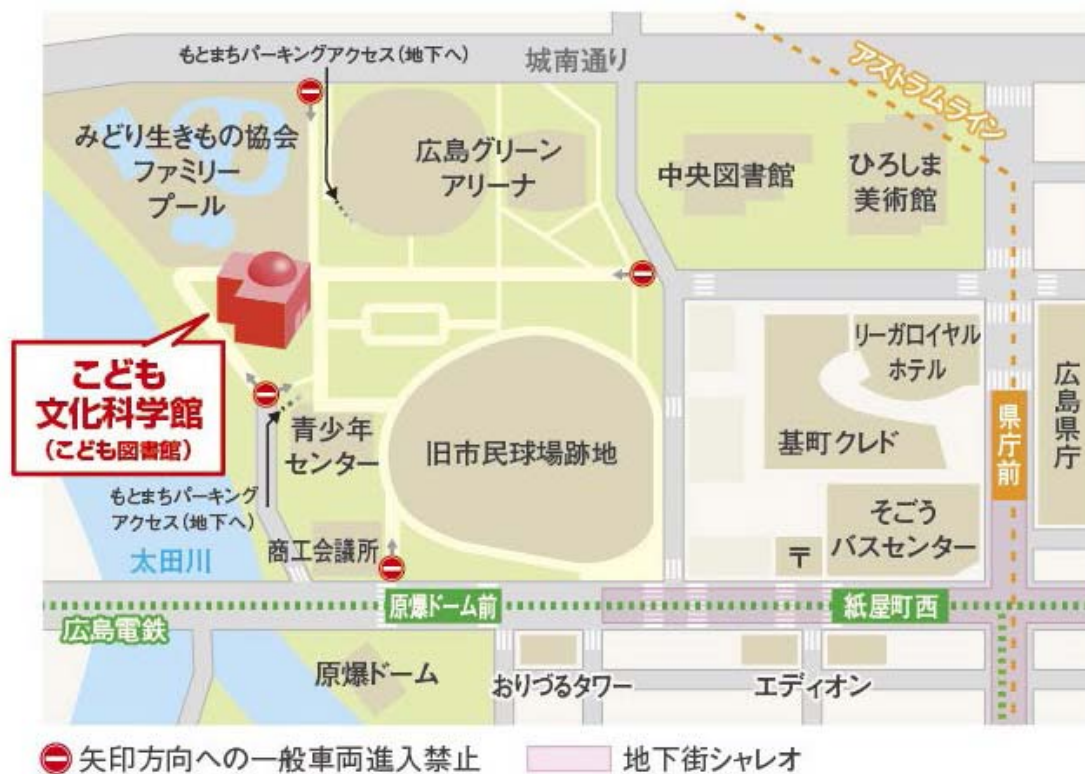 もとまちパーキングアクセス(地下へ)
城南通り
アストラムライン
みどり生きもの協会
ファミリー
プール
広島グリーン
アリーナ
中央図書館
ひろしま
美術館
こども
文化科学館
(こども図書館)
リーガロイヤル
ホテル
広島県庁
県庁前
青少年
センター
旧市民球場跡地
基町クレド
もとまちパーキング
アクセス(地下へ)
そごう
バスセンター
太田川
商工会議所
〒
原爆ドーム前
紙屋町西
広島電鉄
原爆ドーム
おりづるタワー
エディオン
矢印方向への一般車両進入禁止
地下街シャレオ